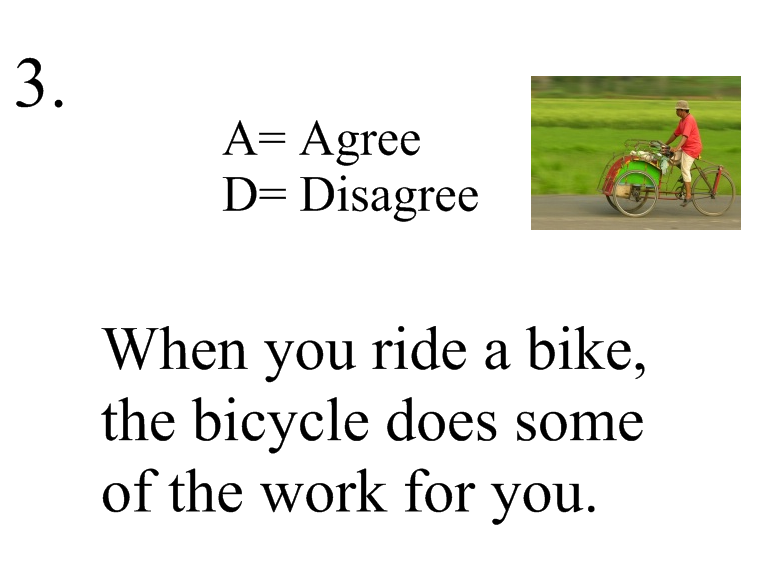 3.
A= Agree
D= Disagree
When you ride a bike,
the bicycle does some
of the work for you.